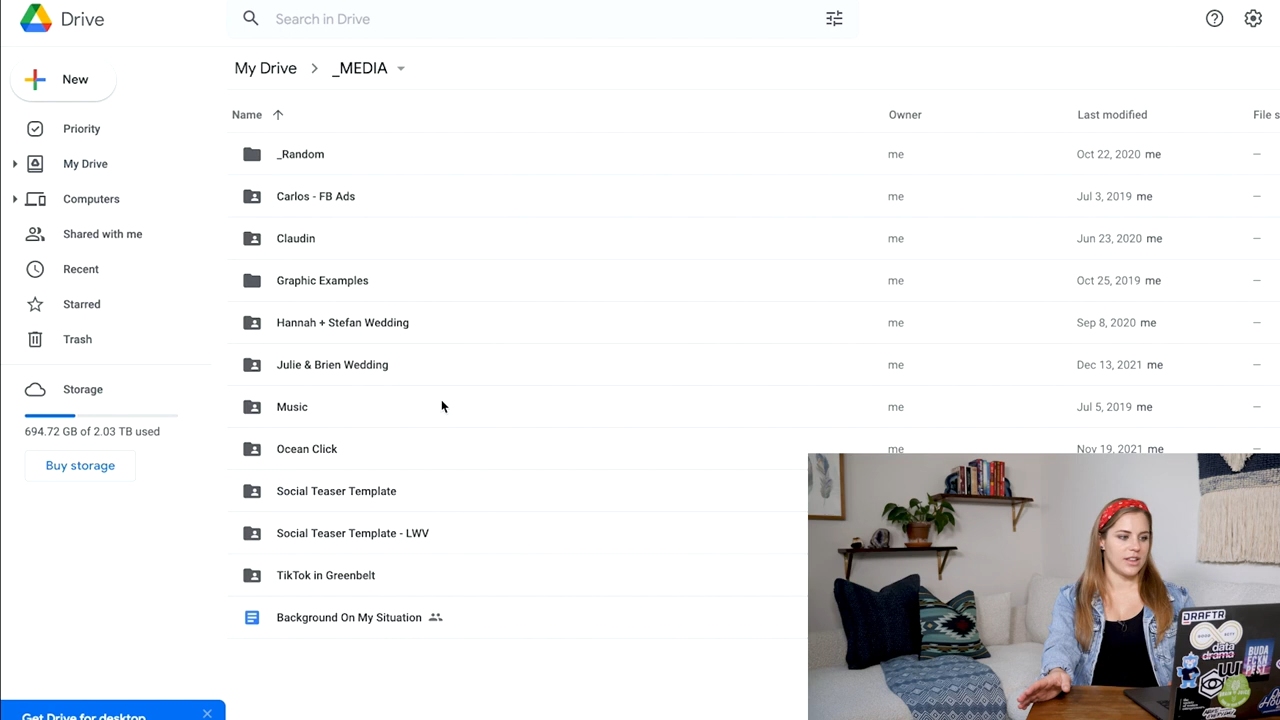 Drive
Search in Drive
My Drive > _MEDIA
New
Priority
My Drive
Computers
Shared with me
Recent
Starred
Trash
Storage
694.72 GB of 2.03 TB used
Buy storage
Get Drive for desktop
Name Owner Last modified File s
_Random me Oct 22, 2020 me —
Carlos - FB Ads me Jul 3, 2019 me —
Claudin me Jun 23, 2020 me —
Graphic Examples me Oct 25, 2019 me —
Hannah + Stefan Wedding me Sep 8, 2020 me —
Julie & Brien Wedding me Dec 13, 2021 me —
Music me Jul 5, 2019 me —
Ocean Click me Nov 19, 2021 me —
Social Teaser Template
Social Teaser Template - LWV
TikTok in Greenbelt
Background On My Situation
DRAFTR
data
drama
BUDA